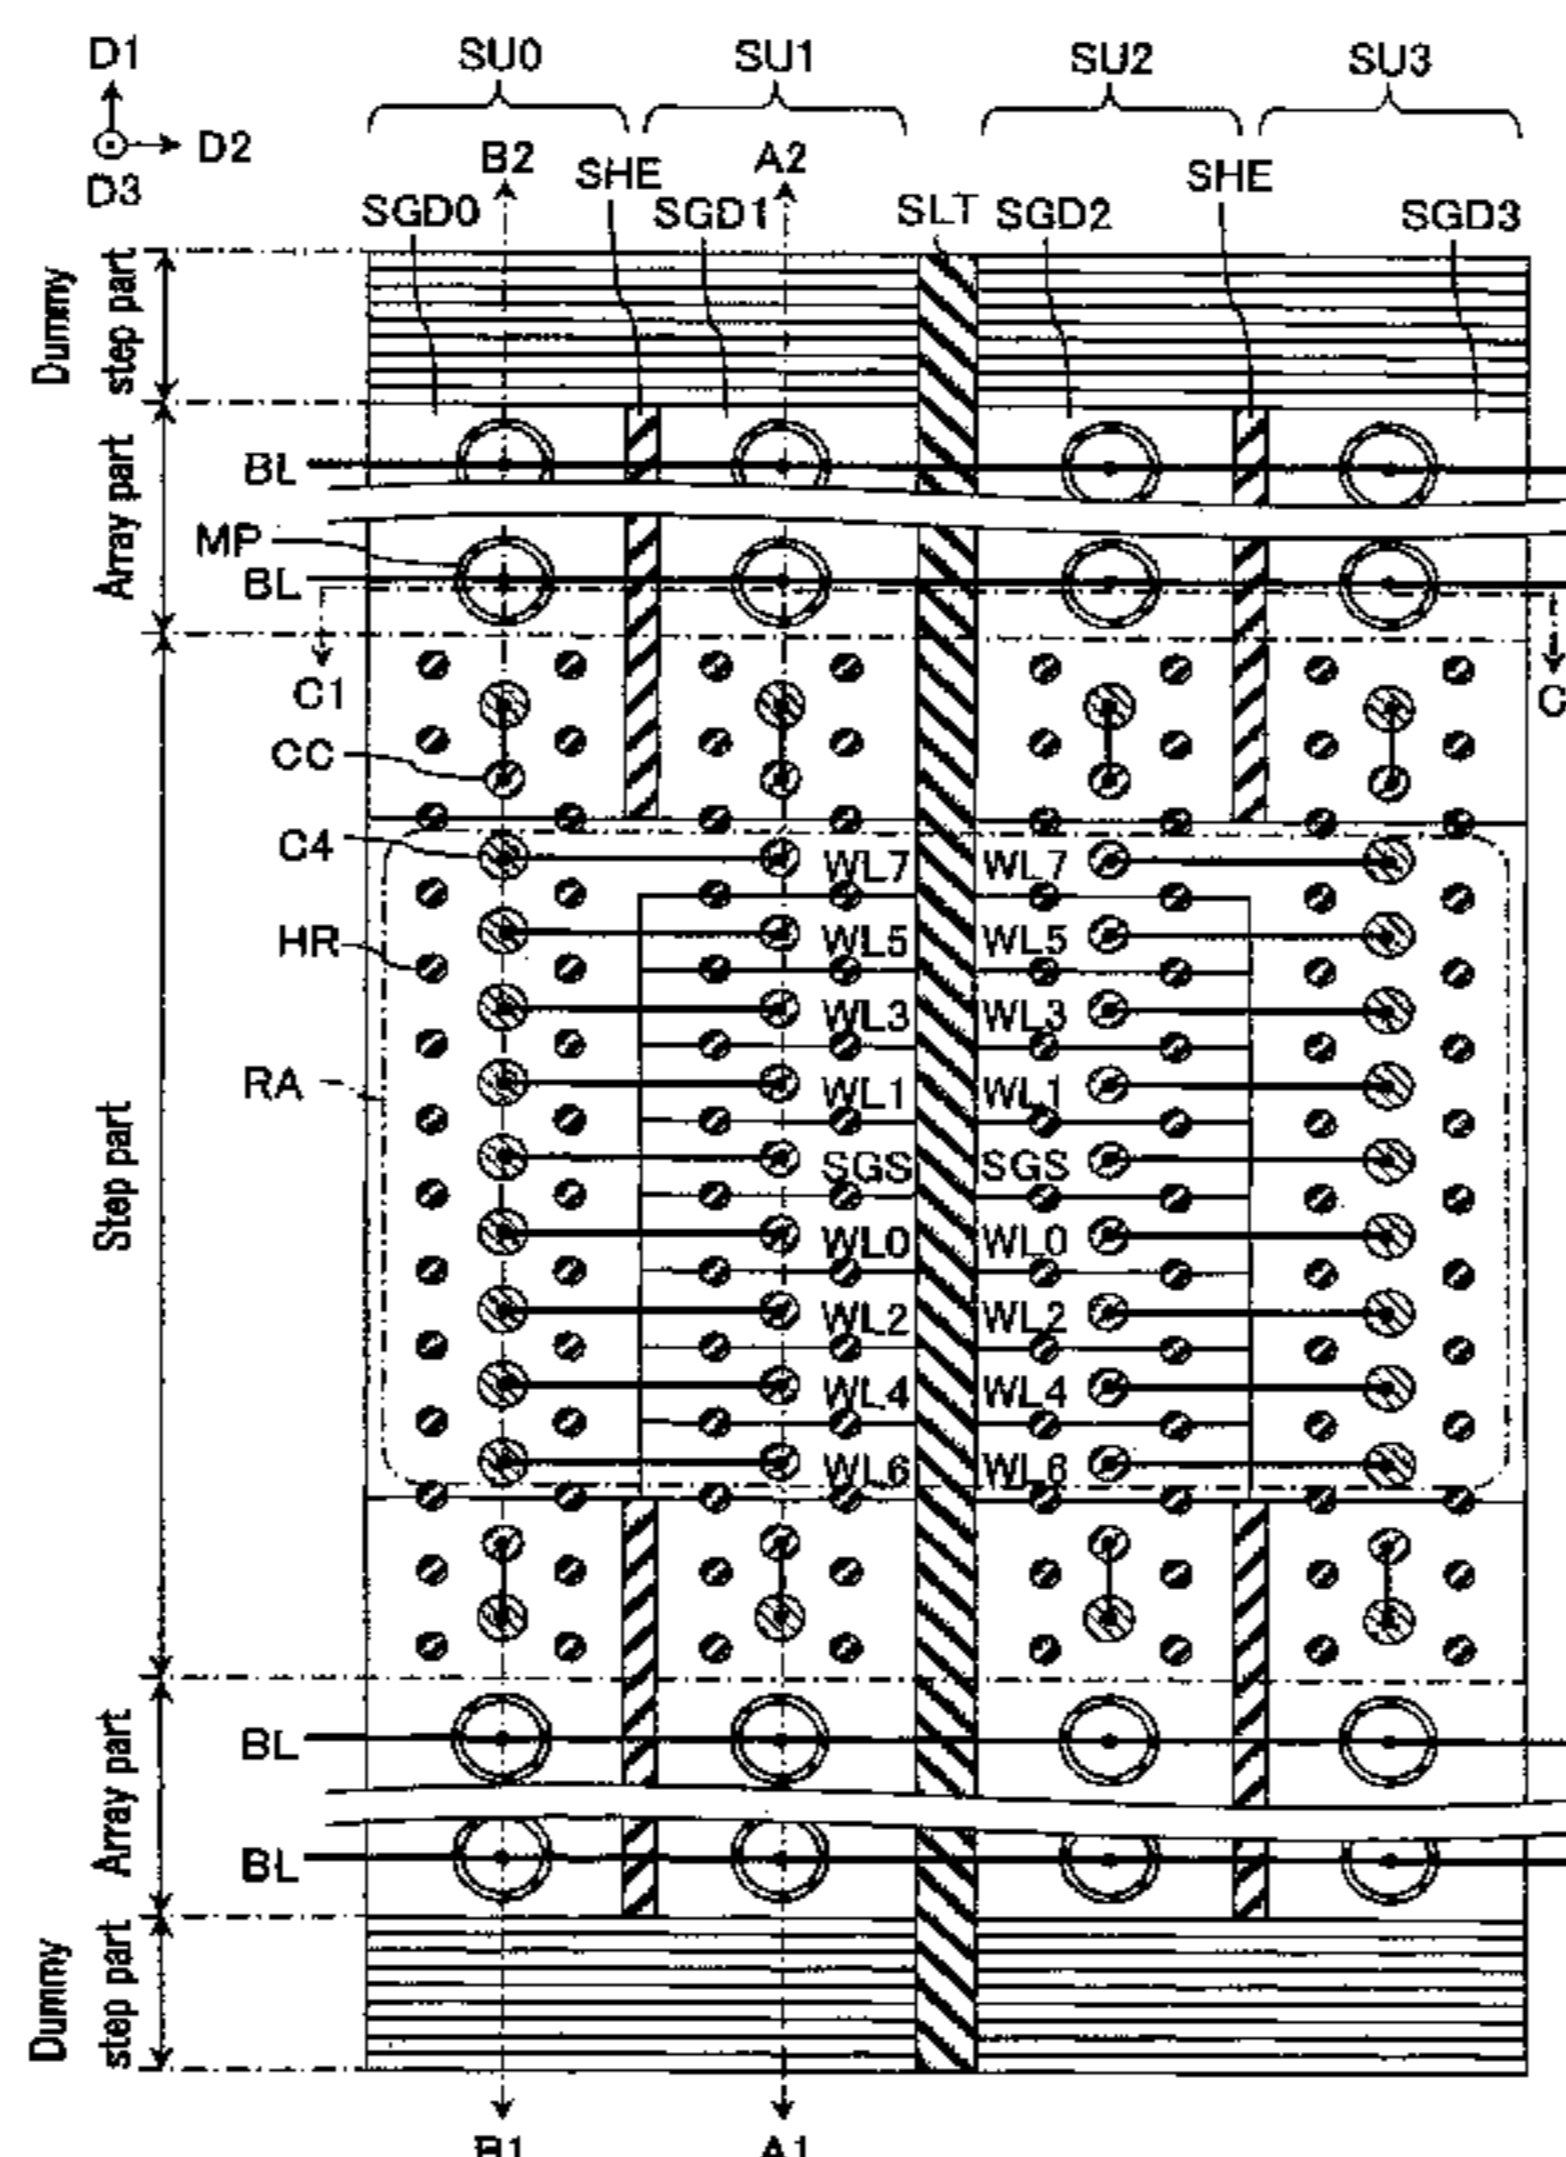 D1
SU0 SU1 SU2 SU3
D2
D3
B2 SHE A2 SHE
SGD0 SGD1 SLT SGD2 SGD3
Dummy
step part
Array part
BL
MP
BL
C1
C
CC
C4
WL7 WL7
HR
WL5 WL5
WL3 WL3
RA
WL1 WL1
Step part
SGS SGS
WL0 WL0
WL2 WL2
WL4 WL4
WL6 WL6
Array part
BL
BL
Dummy
step part
B1 A1